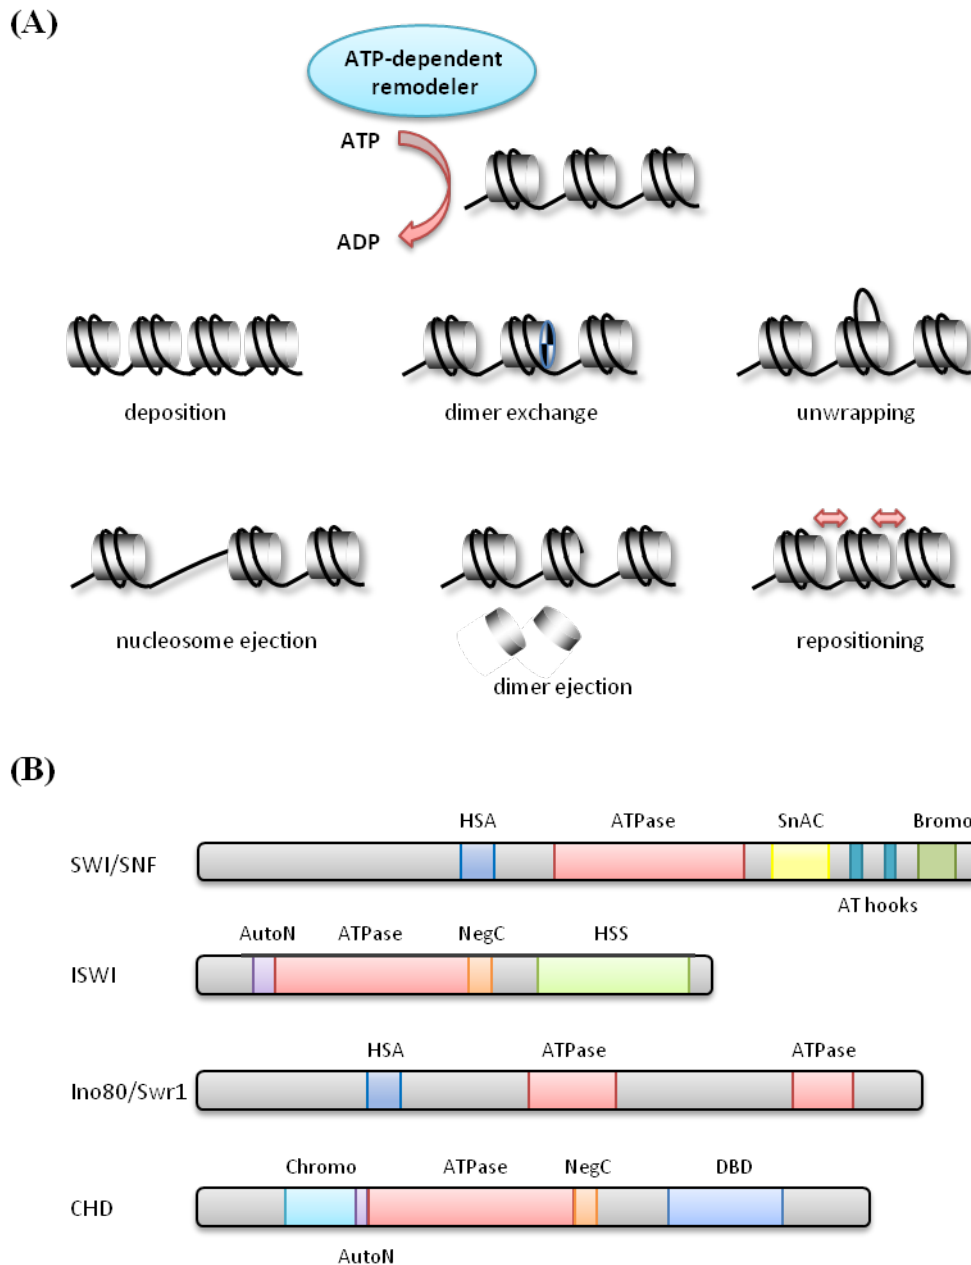 (A)
ATP-dependent
remodeler
ATP
ADP
deposition
dimer exchange
unwrapping
nucleosome ejection
dimer ejection
repositioning
(B)
HSA
ATPase
SnAC
Bromo
SWI/SNF
AT hooks
AutoN
ATPase
NegC
HSS
ISWI
HSA
ATPase
ATPase
Ino80/Swr1
Chromo
ATPase
NegC
DBD
CHD
AutoN